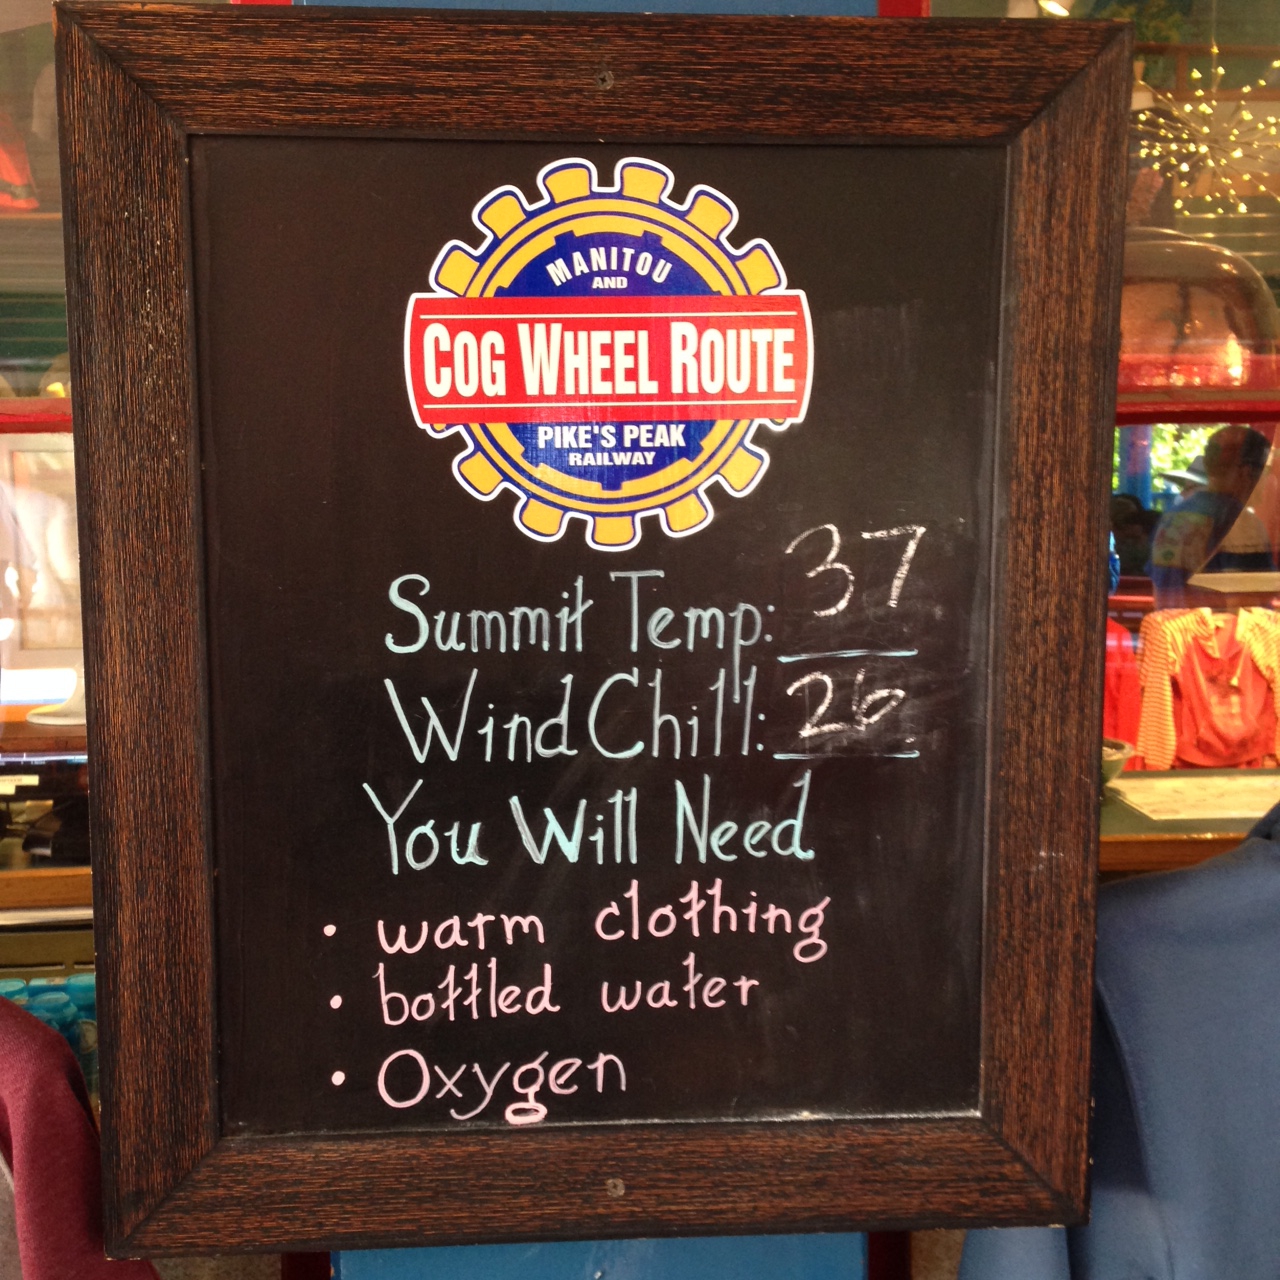 MANITOU
AND
COG WHEEL ROUTE
PIKE'S PEAK
RAILWAY
Summit Temp: 37
Wind Chill: 26
You Will Need
• warm clothing
• bottled water
• Oxygen